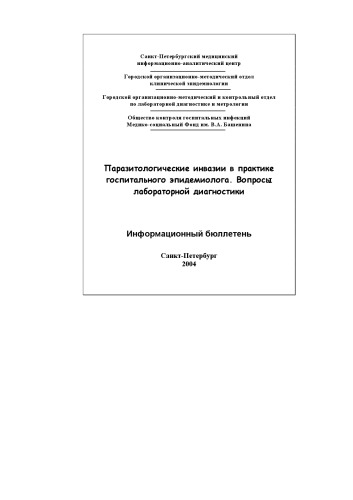 Санкт-Петербургский медицинский
информационно-аналитический центр
Городской организационно-методический отдел
клинической эпидемиологии
Городской организационно-методический и контрольный отдел
по лабораторной диагностике и метрологии
Общество контроля госпитальных инфекций
Медико-социальный Фонд им. В.А. Башенина
Паразитологические инвазии в практике
госпитального эпидемиолога. Вопросы
лабораторной диагностики
Информационный бюллетень
Санкт-Петербург
2004